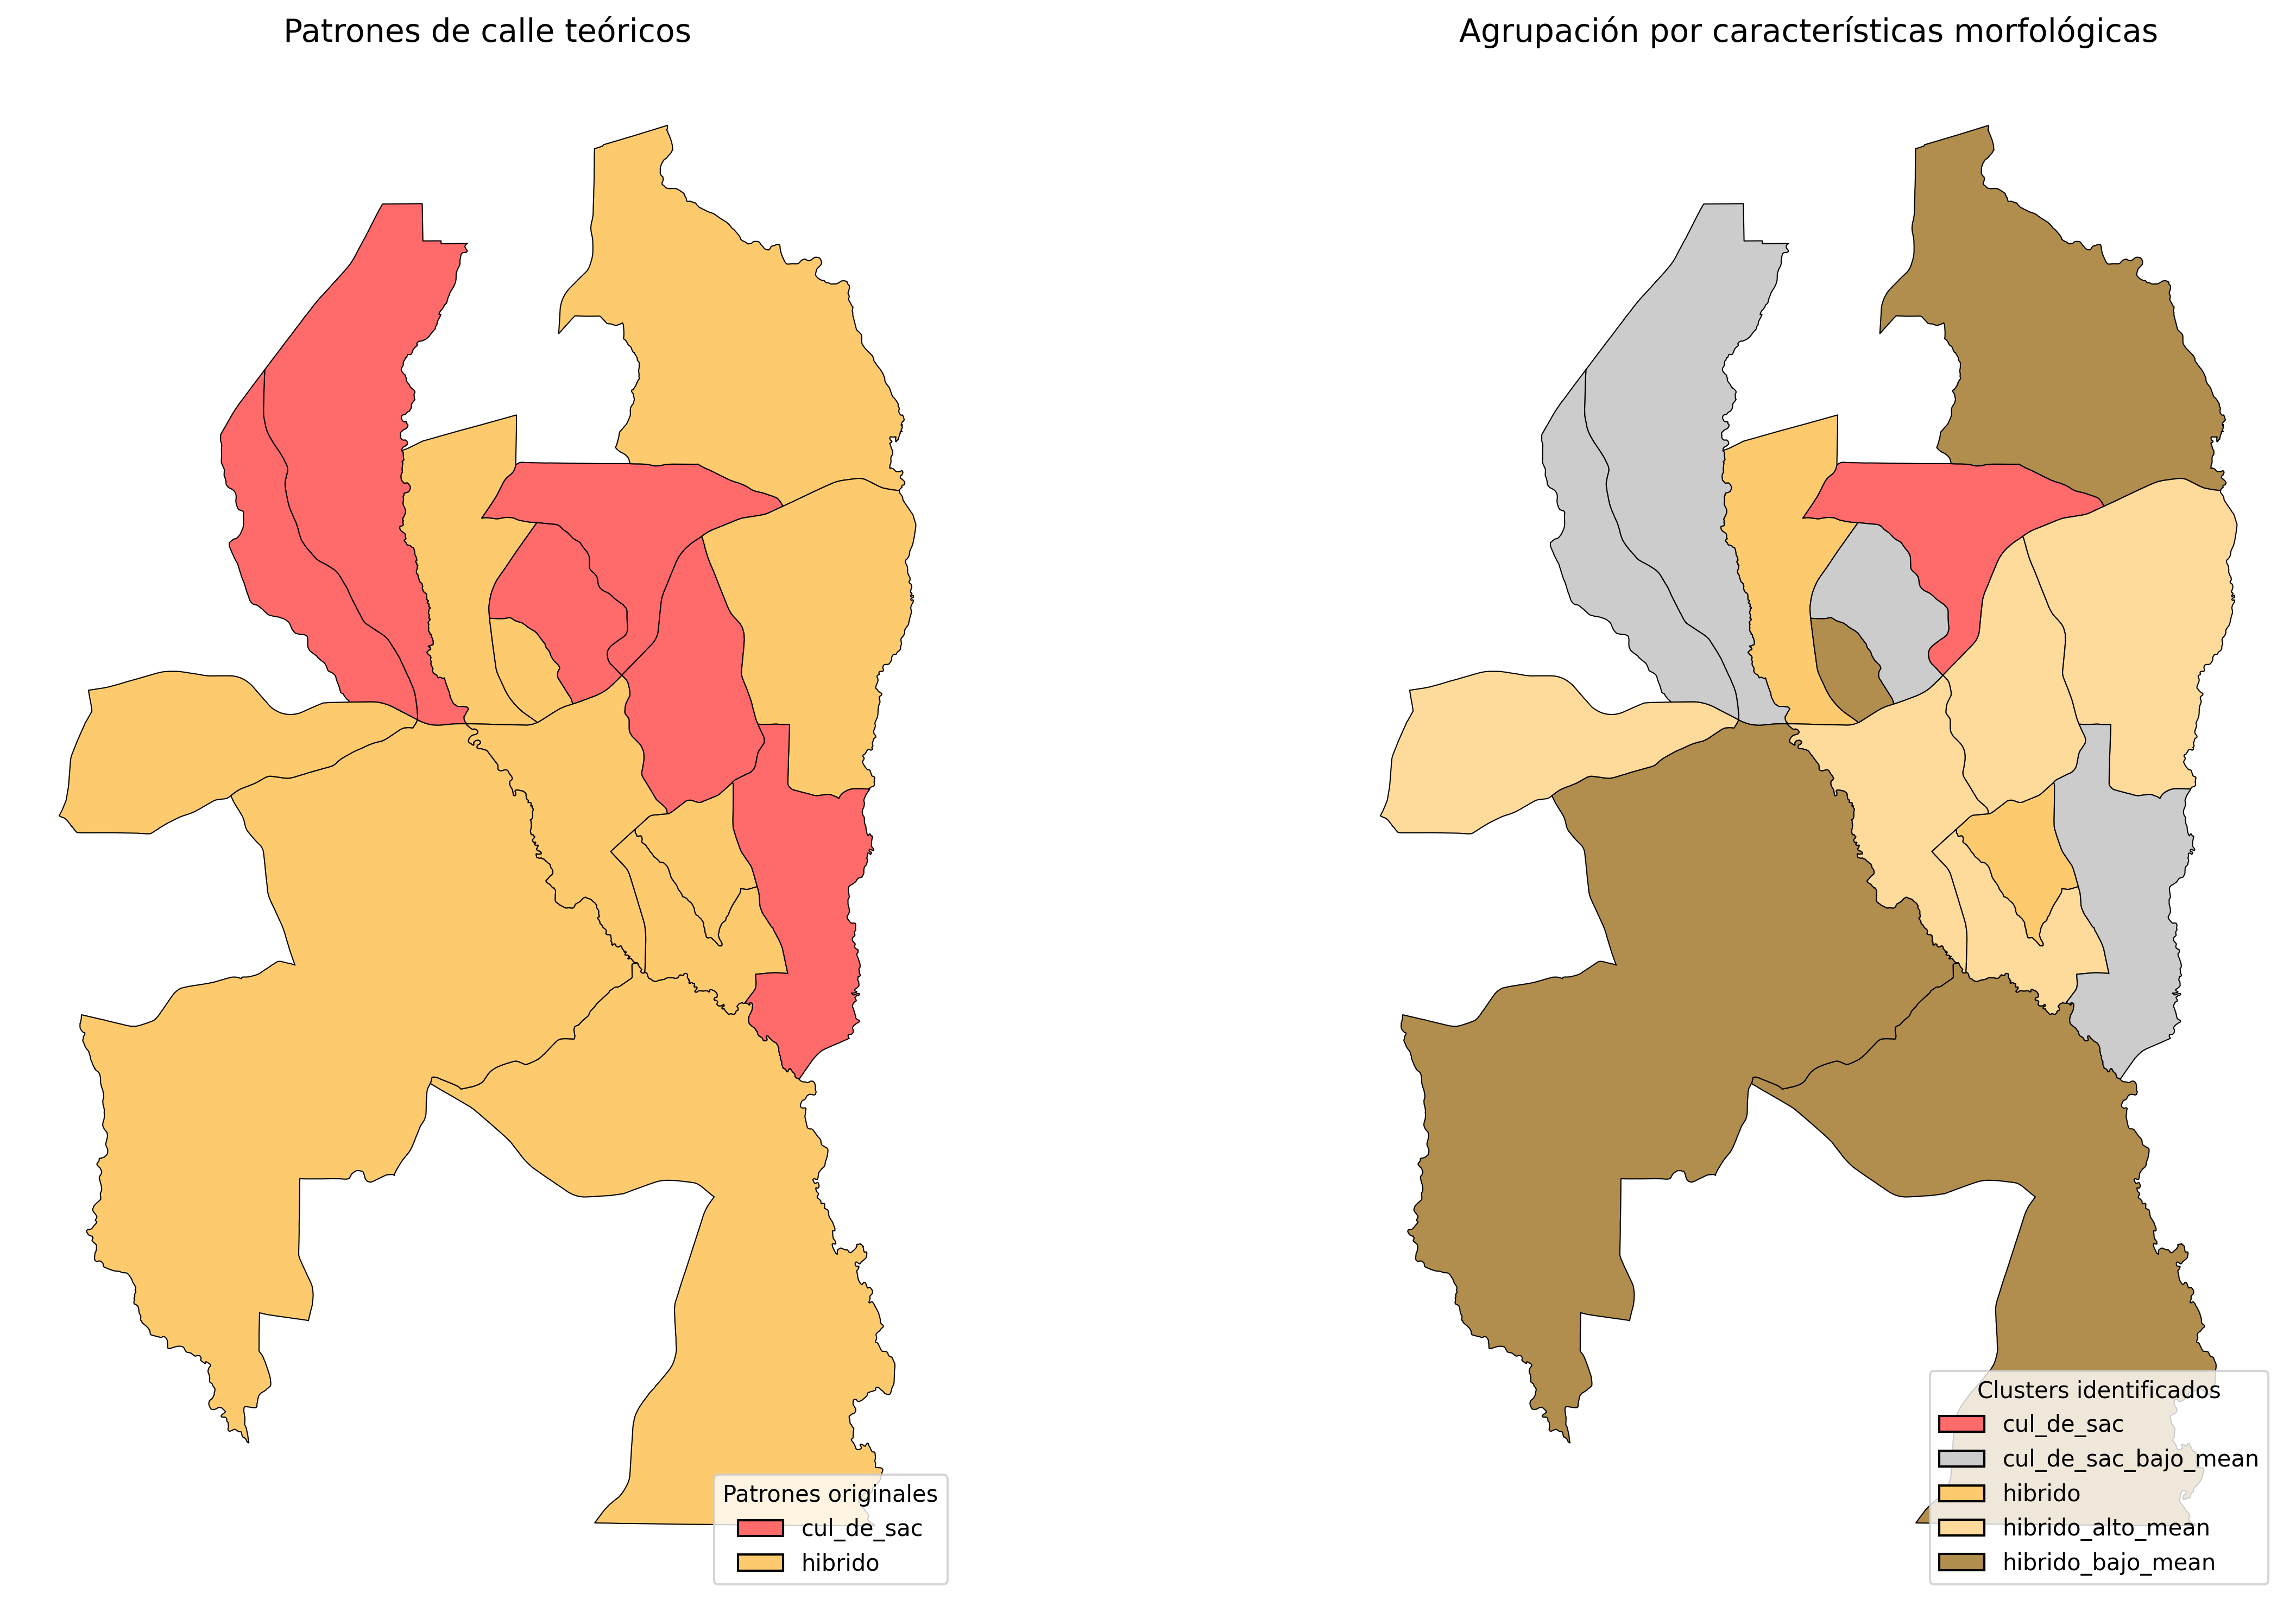 Patrones de calle teóricos
Agrupación por características morfológicas
Patrones originales
cul_de_sac
hibrido
Clusters identificados
cul_de_sac
cul_de_sac_bajo_mean
hibrido
hibrido_alto_mean
hibrido_bajo_mean